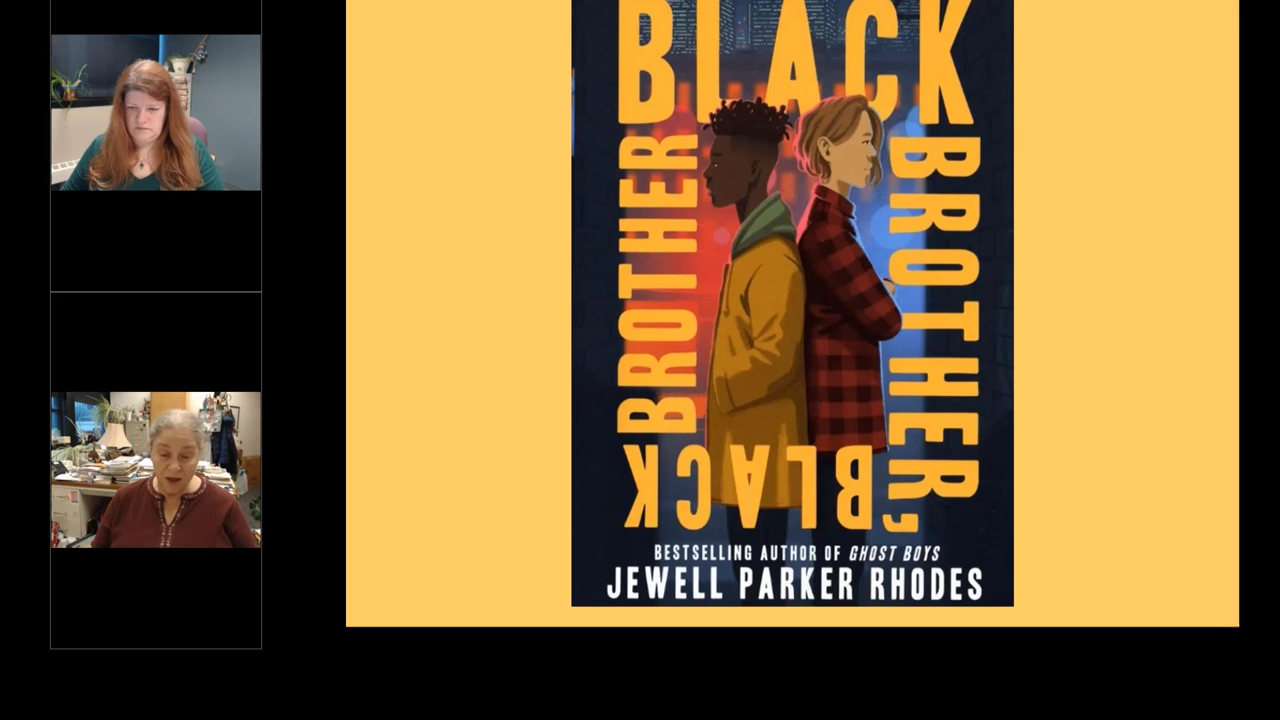 BLACK
BROTHER,
BLACK
BROTHER
BESTSELLING AUTHOR OF GHOST BOYS
JEWELL PARKER RHODES